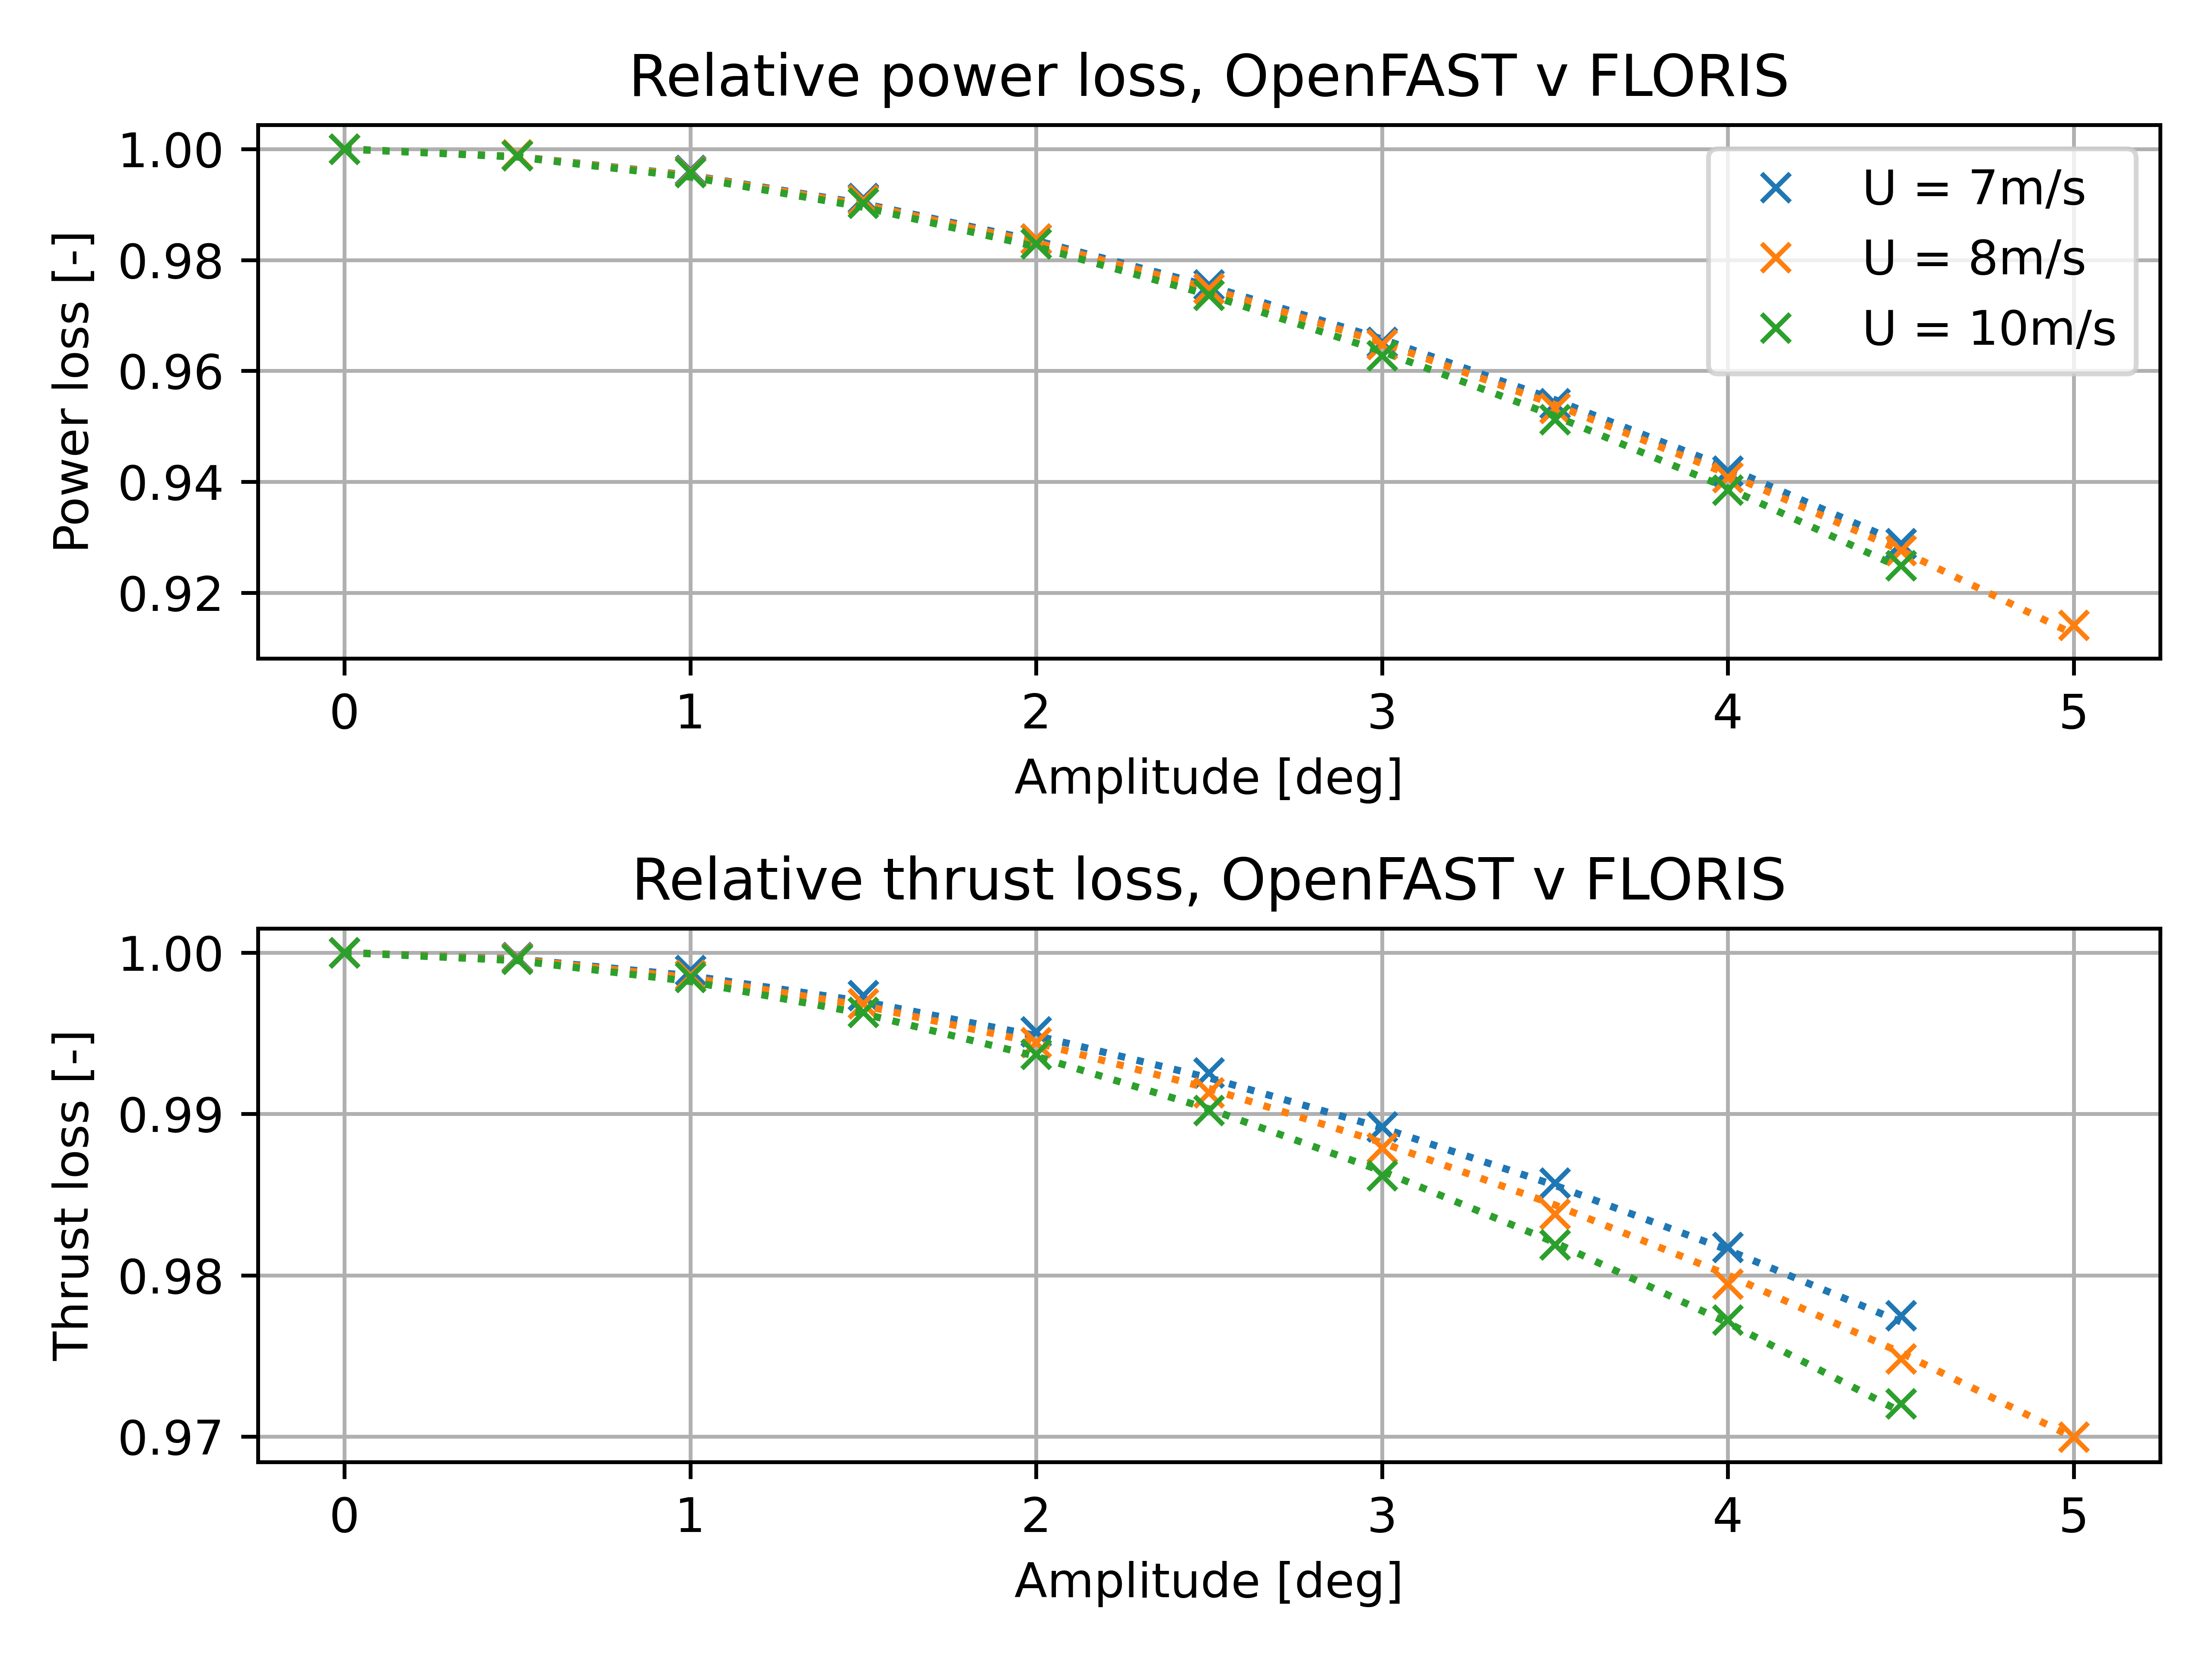 Relative power loss, OpenFAST v FLORIS
1.00
0.98
0.96
0.94
0.92
Power loss [-]
U = 7m/s
U = 8m/s
U = 10m/s
0 1 2 3 4 5
Amplitude [deg]
Relative thrust loss, OpenFAST v FLORIS
1.00
0.99
0.98
0.97
Thrust loss [-]
0 1 2 3 4 5
Amplitude [deg]